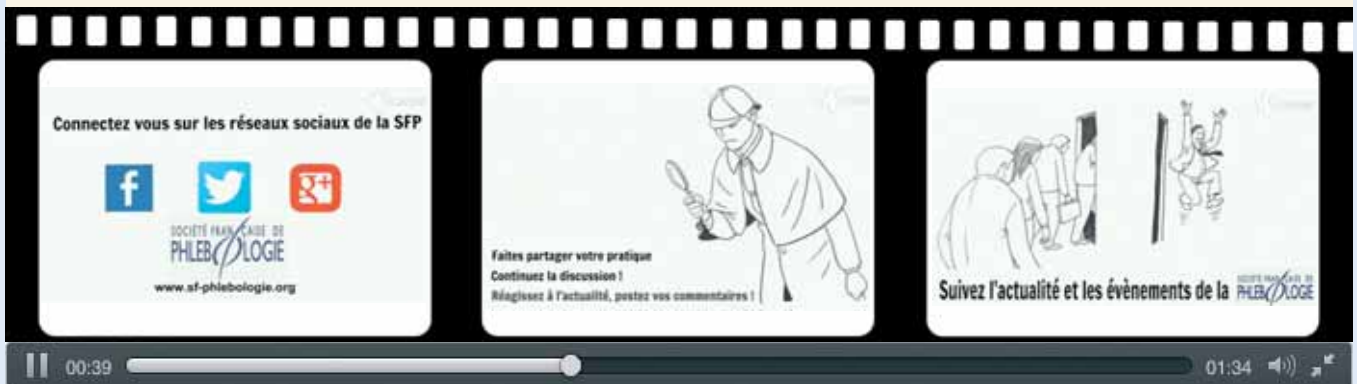 Connectez vous sur les réseaux sociaux de la SFP
f
g+
SOCIÉTÉ FRANÇAISE DE
PHLEBOLOGIE
www.sf-phlebologie.org
Faites partager votre pratique
Continuez la discussion !
Réagissez à l'actualité, postez vos commentaires !
Suivez l'actualité et les évènements de la
SOCIÉTÉ FRANÇAISE DE
PHLEBOLOGIE
00:39
01:34